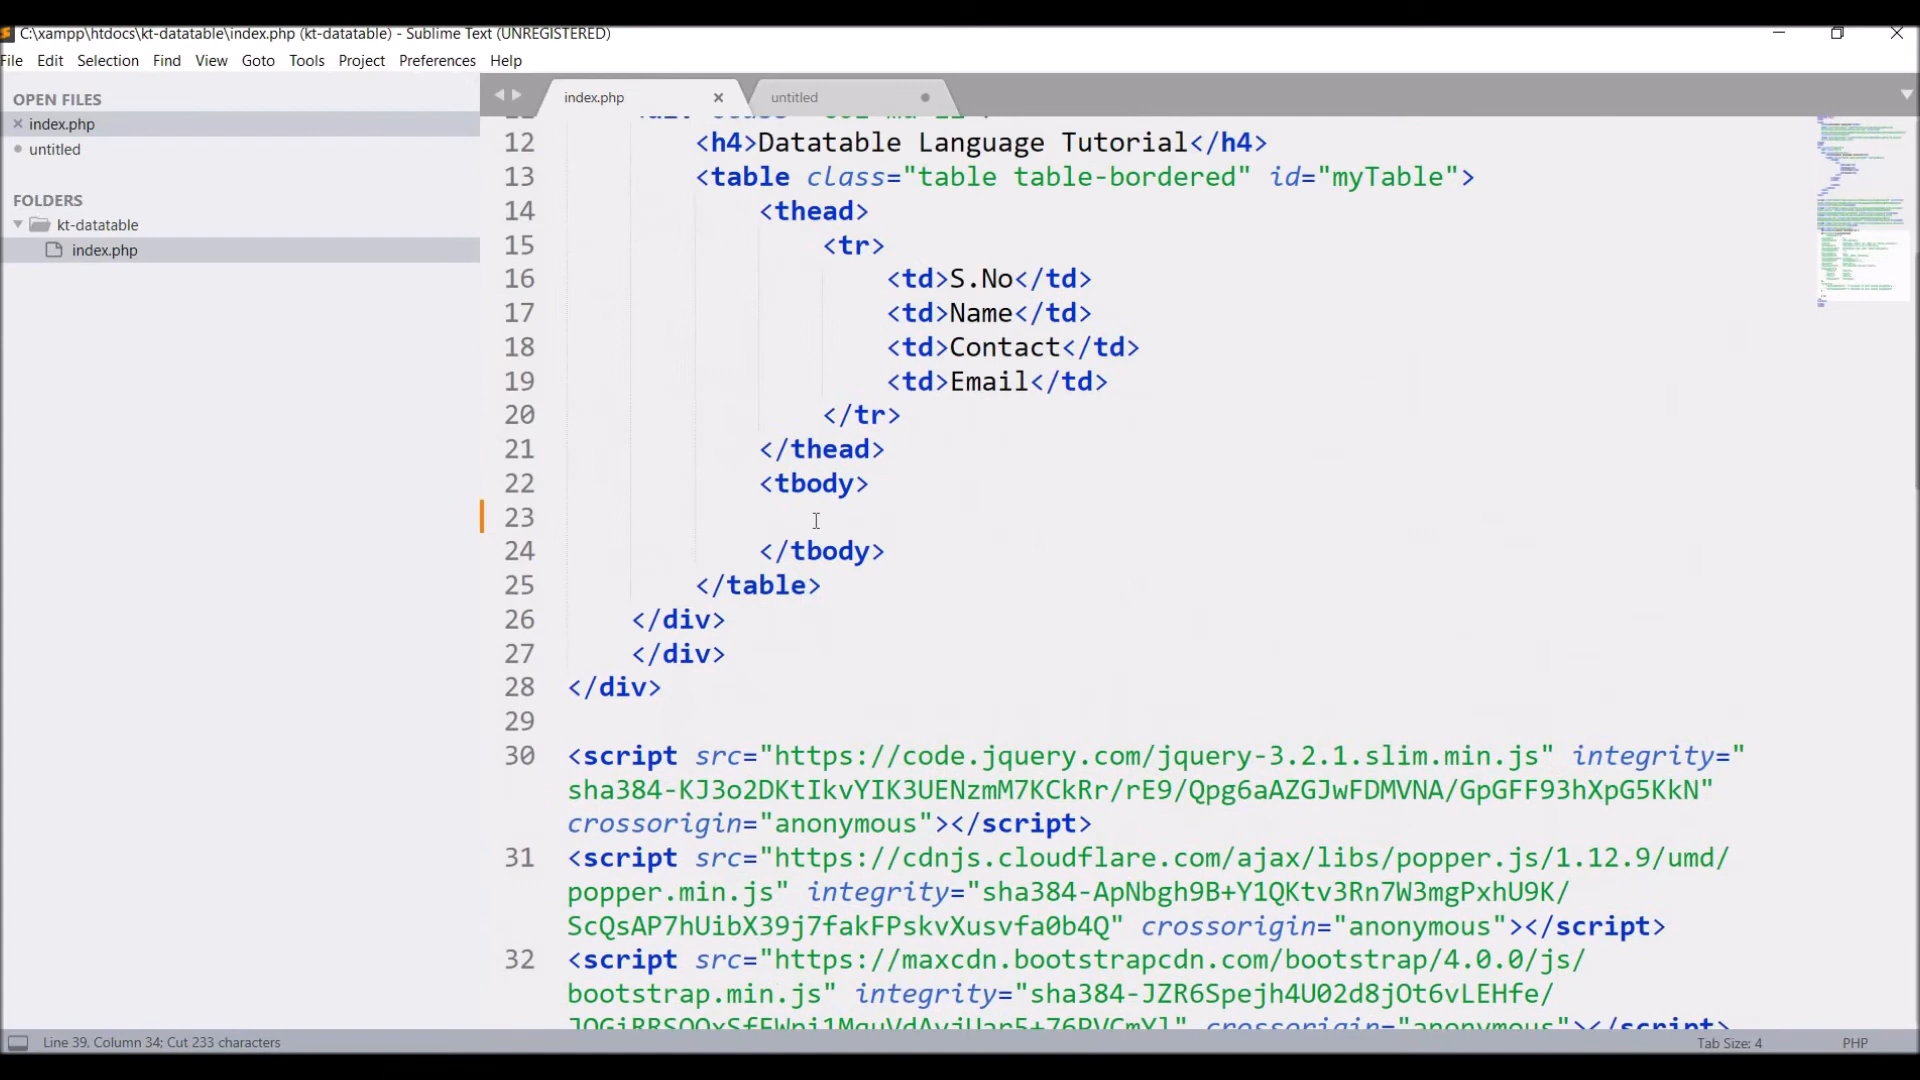 C:\xampp\htdocs\kt-datatable\index.php (kt-datatable) - Sublime Text (UNREGISTERED)
File Edit Selection Find View Goto Tools Project Preferences Help
OPEN FILES
index.php
untitled
FOLDERS
kt-datatable
index.php
index.php untitled
12 <h4>Datatable Language Tutorial</h4>
13 <table class="table table-bordered" id="myTable">
14 <thead>
15 <tr>
16 <td>S.No</td>
17 <td>Name</td>
18 <td>Contact</td>
19 <td>Email</td>
20 </tr>
21 </thead>
22 <tbody>
23
24 </tbody>
25 </table>
26 </div>
27 </div>
28 </div>
29
30 <script src="https://code.jquery.com/jquery-3.2.1.slim.min.js" integrity="
sha384-KJ3o2DKtIkvYIK3UENzmM7KCkRr/rE9/Qpg6aAZGJwFDMVNA/GpGFF93hXpG5KkN"
crossorigin="anonymous"></script>
31 <script src="https://cdnjs.cloudflare.com/ajax/libs/popper.js/1.12.9/umd/
popper.min.js" integrity="sha384-ApNbgh9B+Y1QKtv3Rn7W3mgPxhU9K/
ScQsAP7hUibX39j7fakFPskvXusvfa0b4Q" crossorigin="anonymous"></script>
32 <script src="https://maxcdn.bootstrapcdn.com/bootstrap/4.0.0/js/
bootstrap.min.js" integrity="sha384-JZR6Spejh4U02d8jOt6vLEHfe/
crossorigin="anonymous"></script>
Line 39, Column 34; Cut 233 characters
Tab Size: 4 PHP